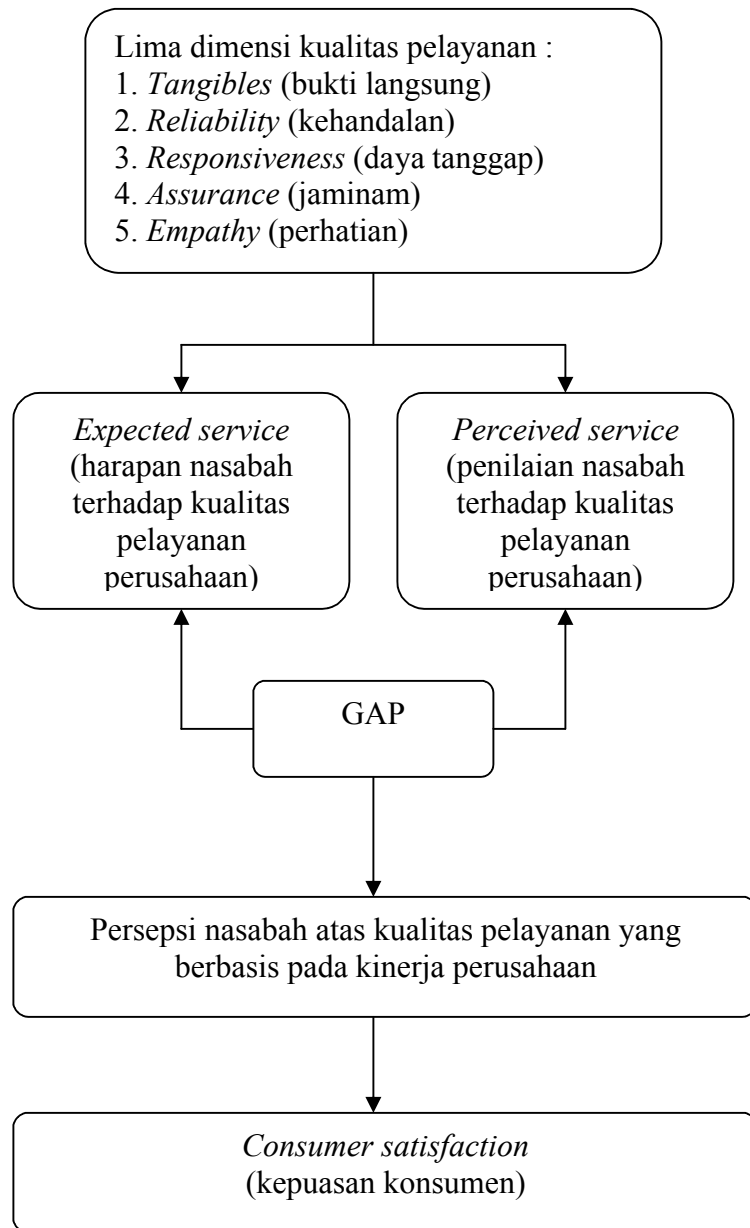 Lima dimensi kualitas pelayanan :
1. Tangibles (bukti langsung)
2. Reliability (kehandalan)
3. Responsiveness (daya tanggap)
4. Assurance (jaminam)
5. Empathy (perhatian)
Expected service
(harapan nasabah
terhadap kualitas
pelayanan
perusahaan)
Perceived service
(penilaian nasabah
terhadap kualitas
pelayanan
perusahaan)
GAP
Persepsi nasabah atas kualitas pelayanan yang
berbasis pada kinerja perusahaan
Consumer satisfaction
(kepuasan konsumen)